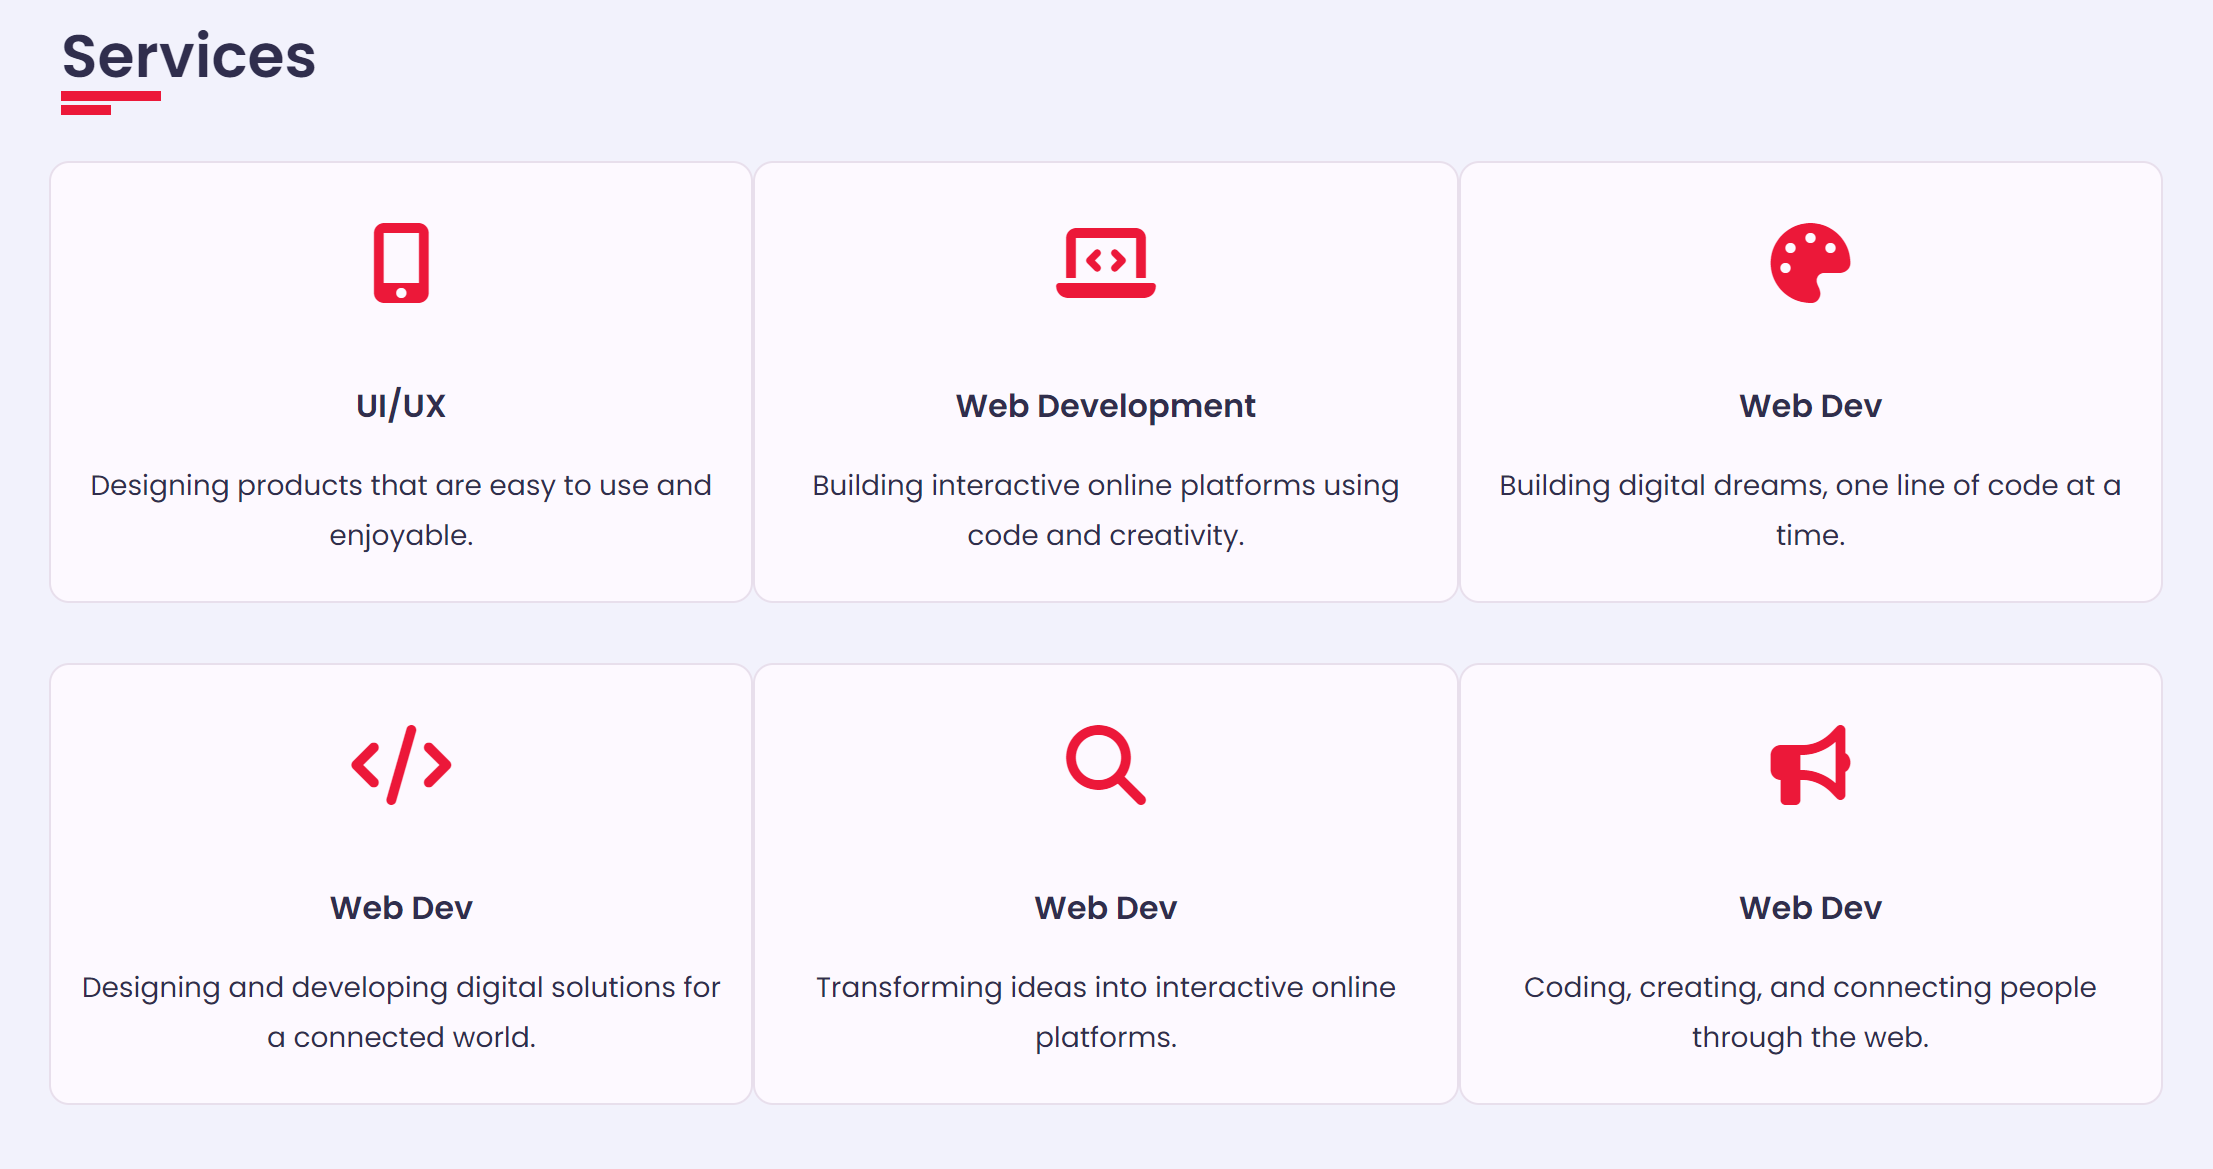 Services
UI/UX
Designing products that are easy to use and
enjoyable.
Web Development
Building interactive online platforms using
code and creativity.
Web Dev
Building digital dreams, one line of code at a
time.
Web Dev
Designing and developing digital solutions for
a connected world.
Web Dev
Transforming ideas into interactive online
platforms.
Web Dev
Coding, creating, and connecting people
through the web.